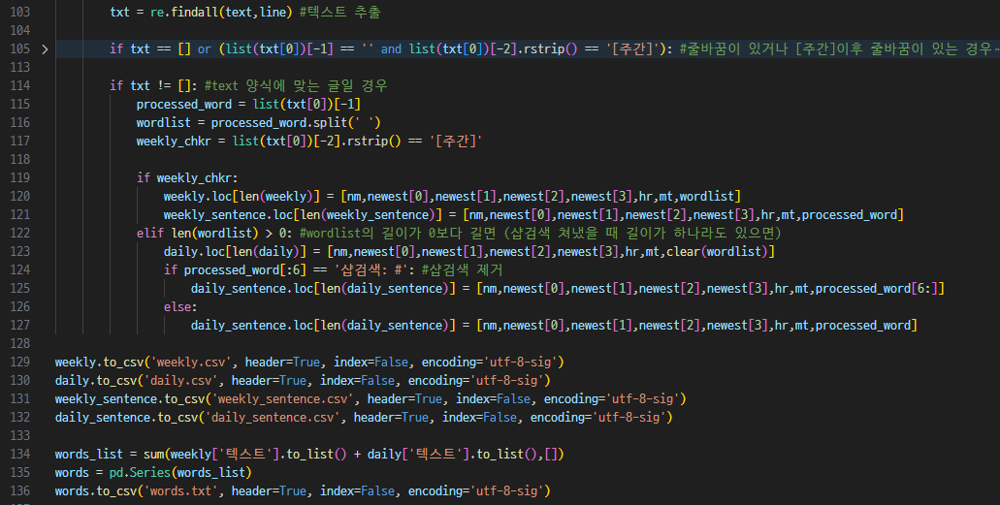 103 txt = re.findall(text,line) #텍스트 추출
104
105 if txt == [] or (list(txt[0])[-1] == '' and list(txt[0])[-2].rstrip() == '[주간]'): #줄바꿈이 있거나 [주간]이후 줄바꿈이 있는 경우…
113
114 if txt != []: #text 양식에 맞는 글일 경우
115 processed_word = list(txt[0])[-1]
116 wordlist = processed_word.split(' ')
117 weekly_chkr = list(txt[0])[-2].rstrip() == '[주간]'
118
119 if weekly_chkr:
120 weekly.loc[len(weekly)] = [nm,newest[0],newest[1],newest[2],newest[3],hr,mt,wordlist]
121 weekly_sentence.loc[len(weekly_sentence)] = [nm,newest[0],newest[1],newest[2],newest[3],hr,mt,processed_word]
122 elif len(wordlist) > 0: #wordlist의 길이가 0보다 길면 (샵검색 쳐냈을 때 길이가 하나라도 있으면)
123 daily.loc[len(daily)] = [nm,newest[0],newest[1],newest[2],newest[3],hr,mt,clear(wordlist)]
124 if processed_word[:6] == '샵검색: #': #샵검색 제거
125 daily_sentence.loc[len(daily_sentence)] = [nm,newest[0],newest[1],newest[2],newest[3],hr,mt,processed_word[6:]]
126 else:
127 daily_sentence.loc[len(daily_sentence)] = [nm,newest[0],newest[1],newest[2],newest[3],hr,mt,processed_word]
128
129 weekly.to_csv('weekly.csv', header=True, index=False, encoding='utf-8-sig')
130 daily.to_csv('daily.csv', header=True, index=False, encoding='utf-8-sig')
131 weekly_sentence.to_csv('weekly_sentence.csv', header=True, index=False, encoding='utf-8-sig')
132 daily_sentence.to_csv('daily_sentence.csv', header=True, index=False, encoding='utf-8-sig')
133
134 words_list = sum(weekly['텍스트'].to_list() + daily['텍스트'].to_list(),[])
135 words = pd.Series(words_list)
136 words.to_csv('words.txt', header=True, index=False, encoding='utf-8-sig')